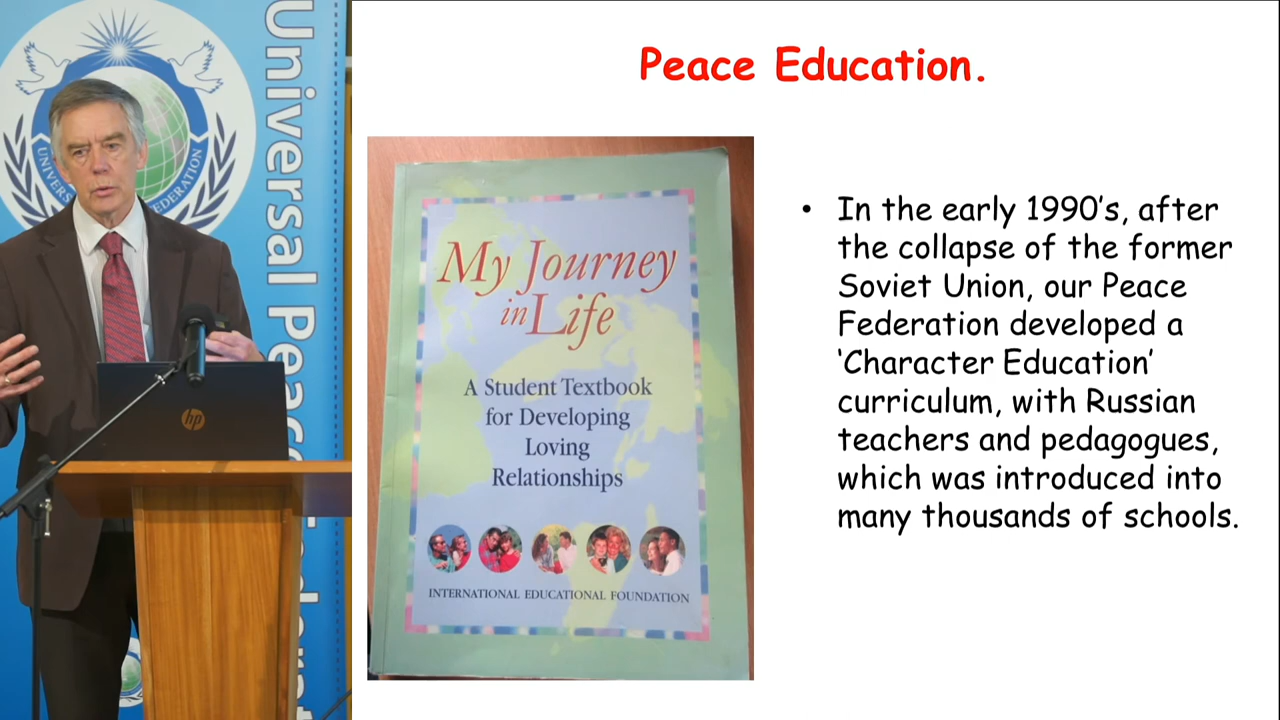 Universal Peace
UNIVERS
FEDERATION
hp
Peace Education.
My Journey
in Life
A Student Textbook
for Developing
Loving
Relationships
INTERNATIONAL EDUCATIONAL FOUNDATION
• In the early 1990's, after
the collapse of the former
Soviet Union, our Peace
Federation developed a
'Character Education'
curriculum, with Russian
teachers and pedagogues,
which was introduced into
many thousands of schools.